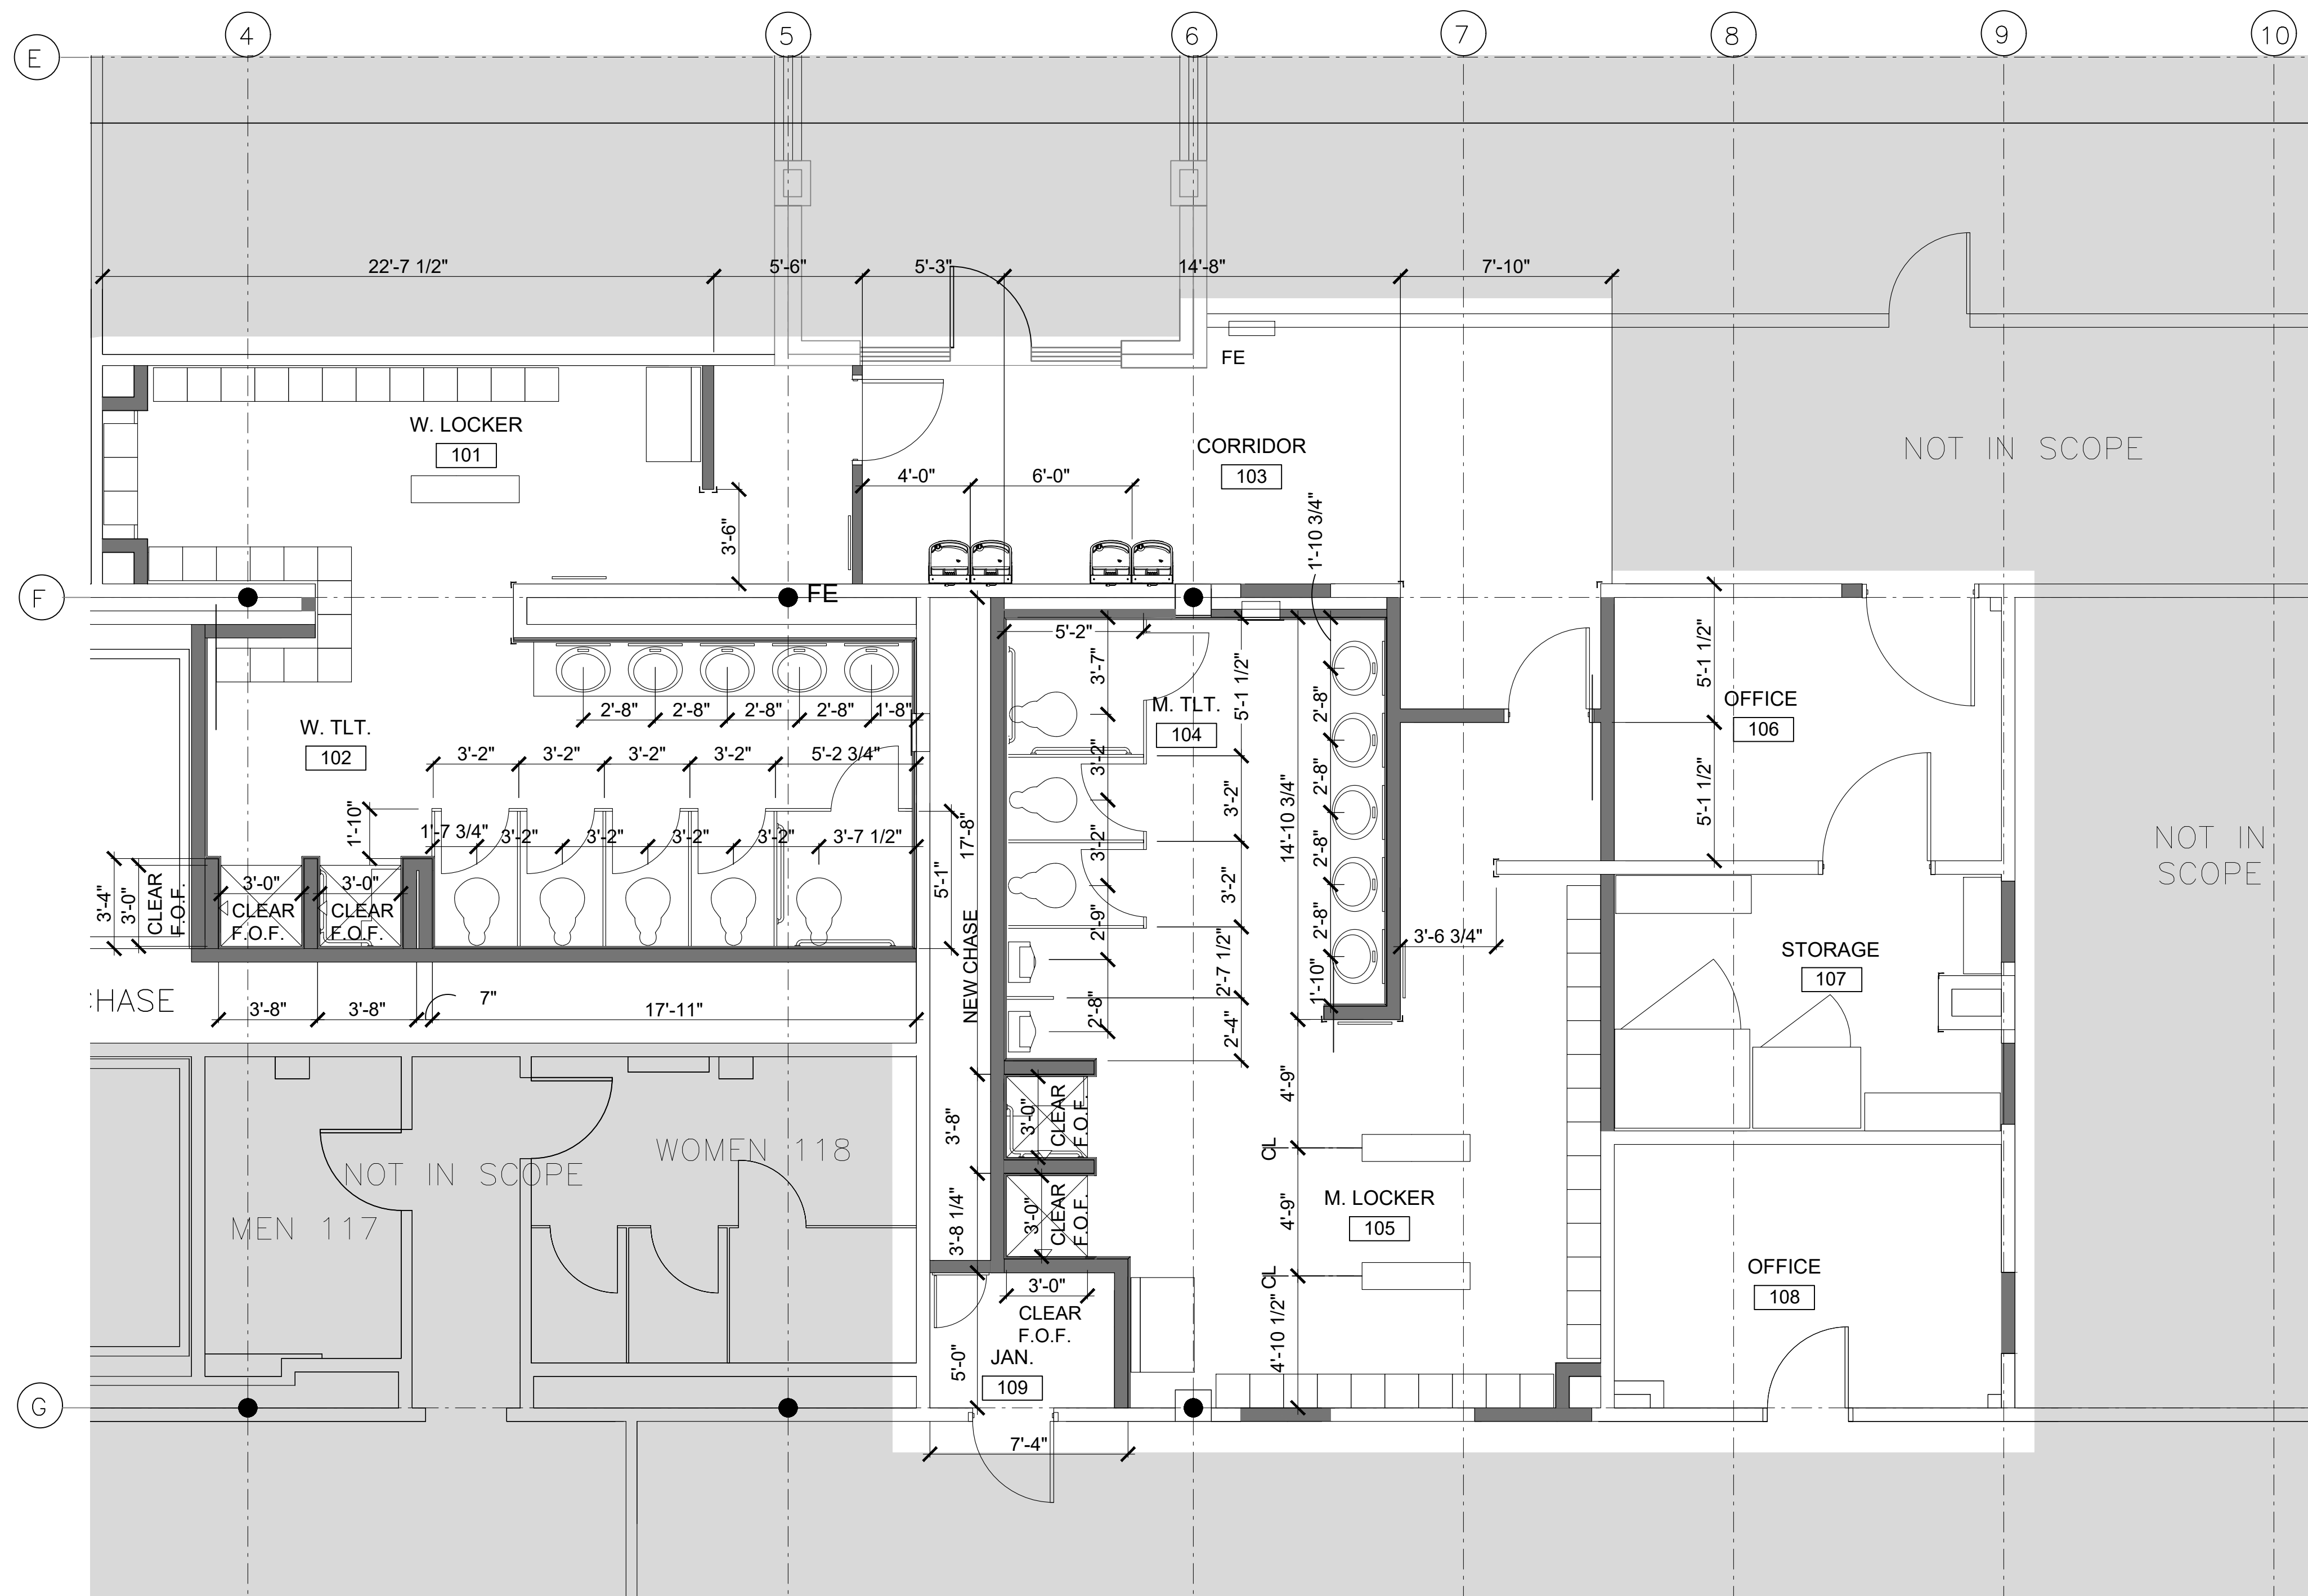 4
5
6
7
8
9
10
E
22'-7 1/2"
5'-6"
5'-3"
14'-8"
7'-10"
FE
W. LOCKER
101
CORRIDOR
103
NOT IN SCOPE
4'-0"
6'-0"
3'-6"
1'-10 3/4"
F
FE
5'-2"
3'-7"
5'-1 1/2"
5'-1 1/2"
OFFICE
106
M. TLT.
104
2'-8"
2'-8"
2'-8"
2'-8"
1'-8"
2'-8"
W. TLT.
102
3'-2"
3'-2"
3'-2"
3'-2"
5'-2 3/4"
3'-2"
2'-8"
3'-2"
14'-10 3/4"
5'-1 1/2"
NOT IN
SCOPE
1'-10"
1'-7 3/4"
3'-2"
3'-2"
3'-2"
3'-2"
3'-7 1/2"
17'-8"
3'-2"
2'-8"
5'-1"
3'-4"
3'-0"
CLEAR
F.O.F.
3'-0"
CLEAR
F.O.F.
3'-0"
CLEAR
F.O.F.
2'-9"
3'-2"
2'-8"
3'-6 3/4"
STORAGE
107
NEW CHASE
2'-7 1/2"
1'-10"
CHASE
3'-8"
3'-8"
7"
17'-11"
2'-8"
2'-4"
4'-9"
3'-8"
3'-0"
CLEAR
F.O.F.
CL
WOMEN 118
NOT IN SCOPE
MEN 117
3'-8 1/4"
3'-0"
CLEAR
F.O.F.
4'-9"
M. LOCKER
105
CL
OFFICE
108
3'-0"
CLEAR
F.O.F.
5'-0"
JAN.
109
4'-10 1/2"
G
7'-4"